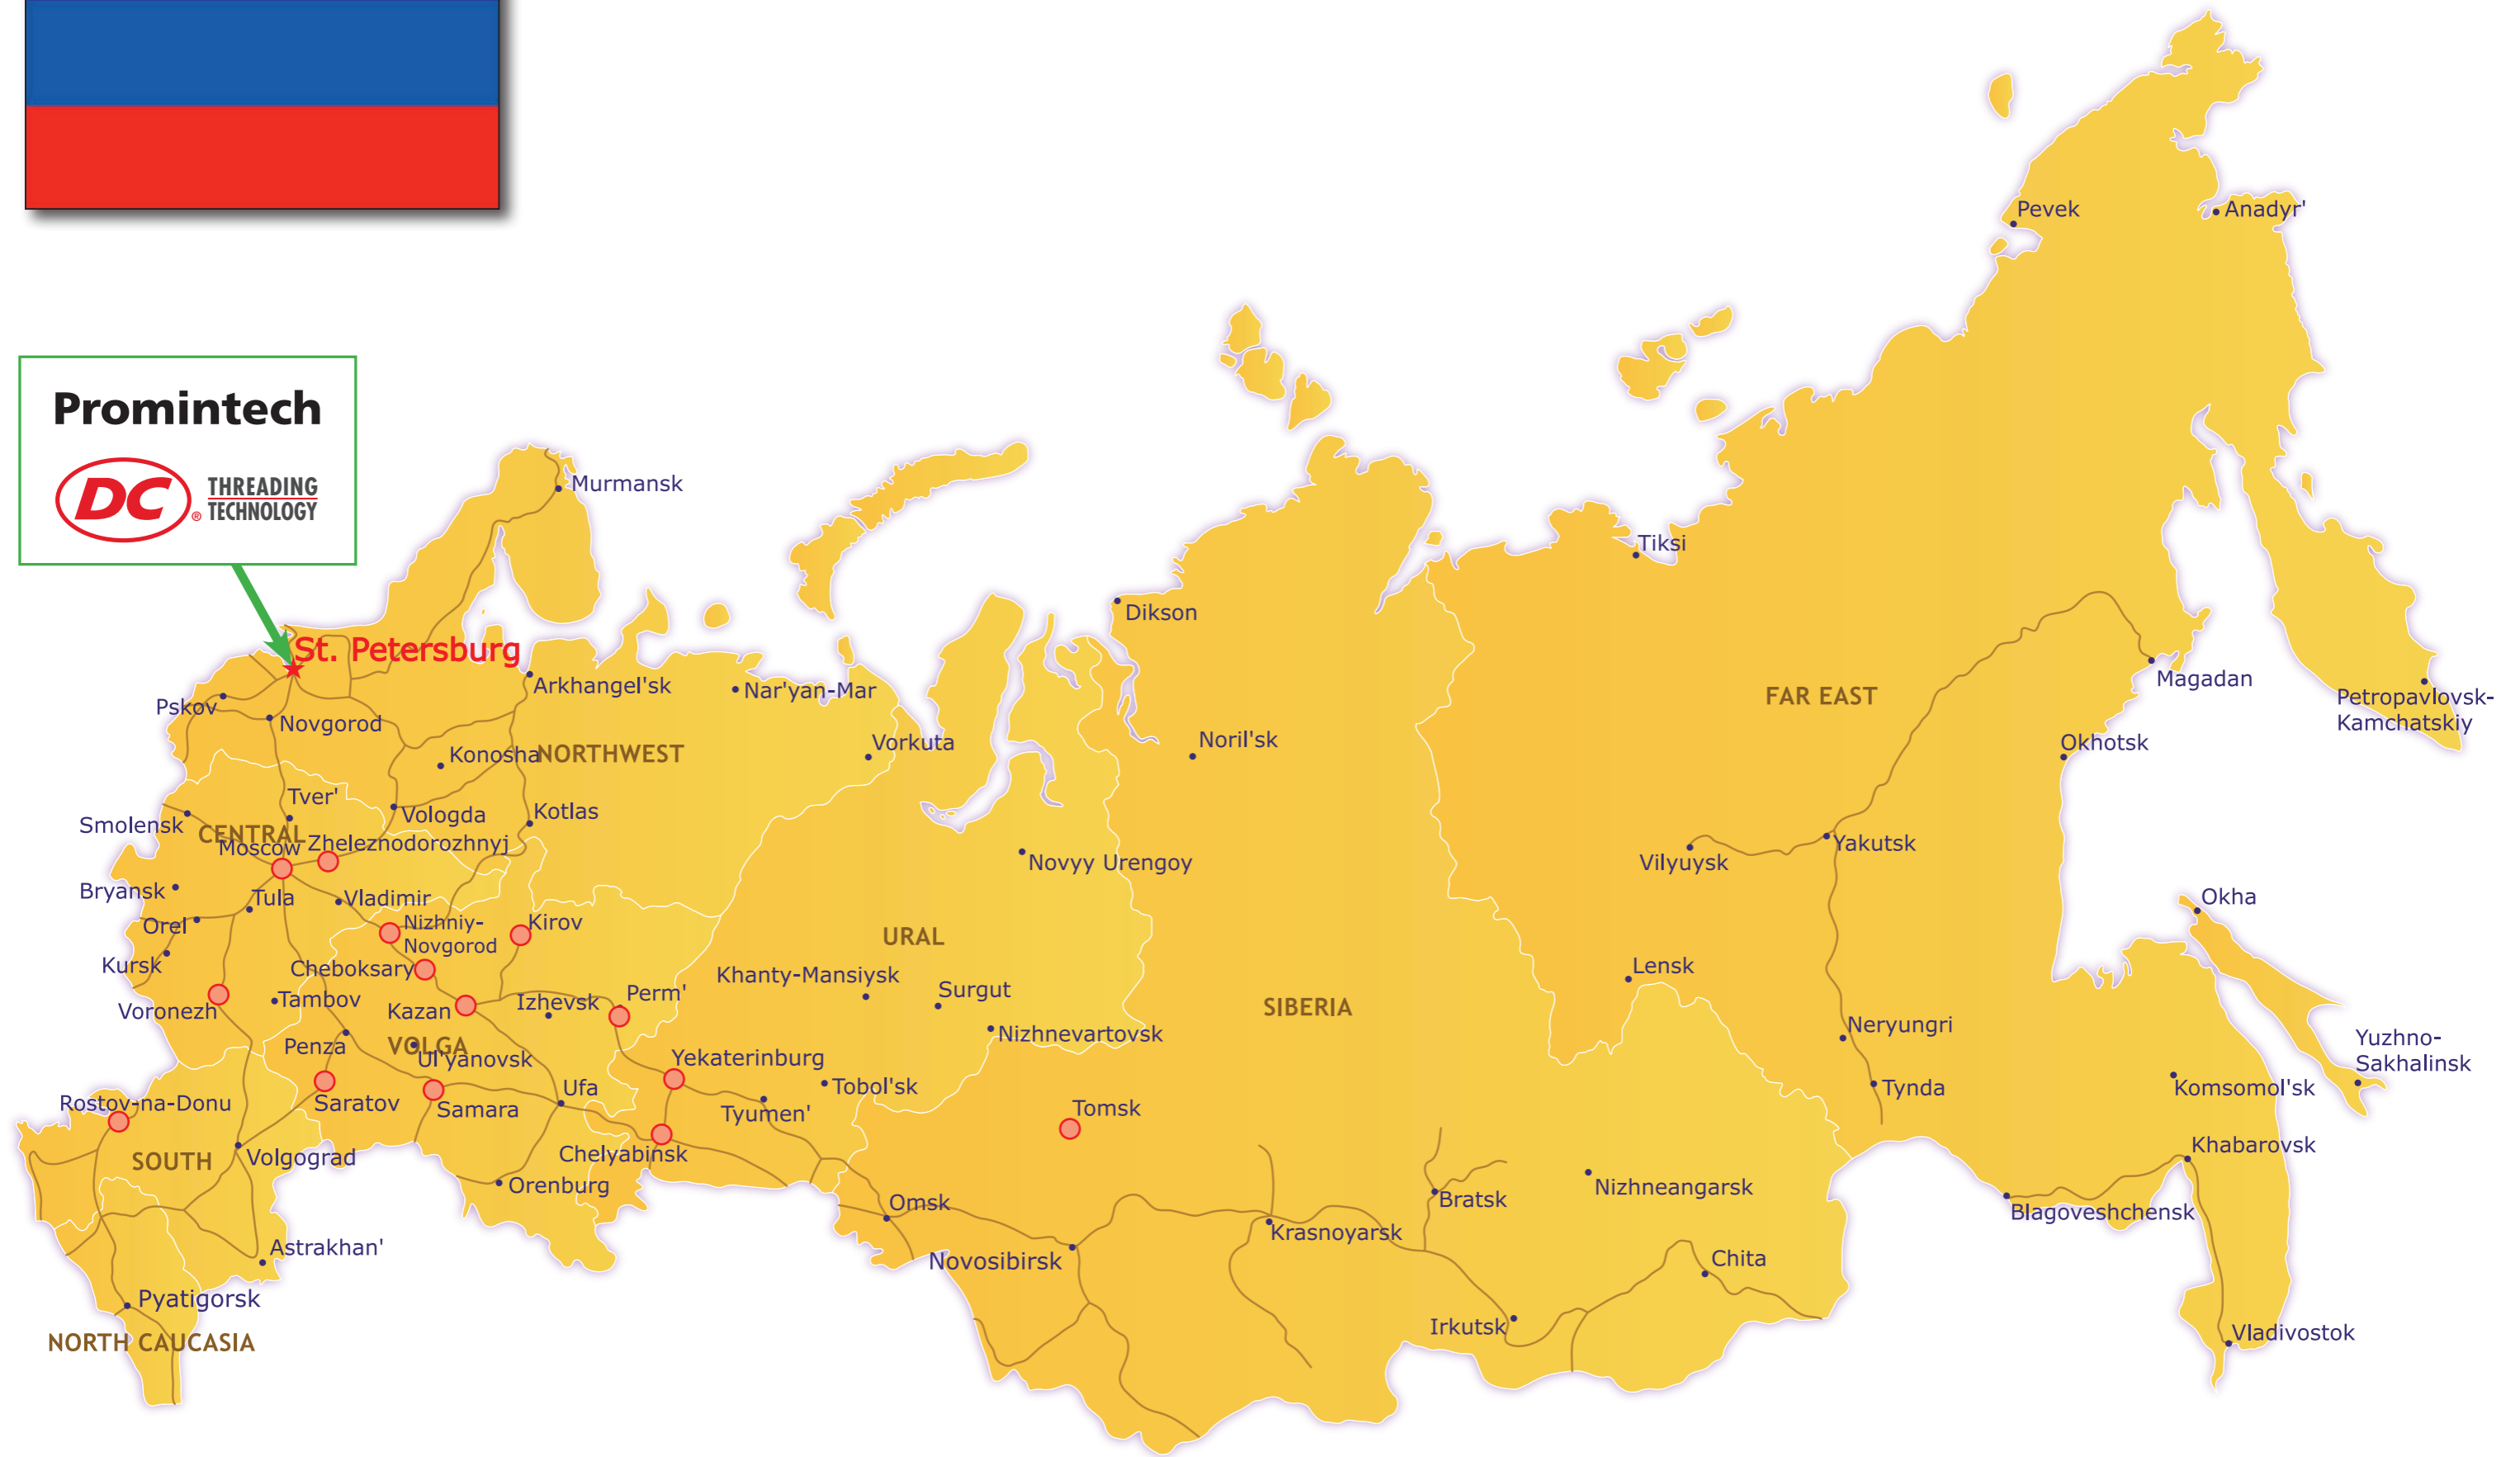 Promintech
DC® THREADING
TECHNOLOGY
Pevek
Anadyr'
Murmansk
Tiksi
Dikson
St. Petersburg
Arkhangel'sk
Nar'yan-Mar
Magadan
Petropavlovsk-
Kamchatskiy
FAR EAST
Pskov
Novgorod
Konosha
NORTHWEST
Vorkuta
Noril'sk
Okhotsk
Tver'
Vologda
Kotlas
Smolensk
CENTRAL
Moscow
Zheleznodorozhnyj
Novyy Urengoy
Vilyuysk
Yakutsk
Bryansk
Tula
Vladimir
Okha
Orel
Nizhniy-
Novgorod
Kirov
URAL
Kursk
Cheboksary
Khanty-Mansiysk
Surgut
Lensk
Voronezh
Tambov
Kazan
Izhevsk
Perm'
SIBERIA
Nizhnevartovsk
Neryungri
Yuzhno-
Sakhalinsk
Penza
VOLGA
Ul'yanovsk
Yekaterinburg
Tobol'sk
Tynda
Komsomol'sk
Rostov-na-Donu
Saratov
Samara
Ufa
Tyumen'
Tomsk
SOUTH
Volgograd
Chelyabinsk
Khabarovsk
Orenburg
Omsk
Bratsk
Nizhneangarsk
Blagoveshchensk
Astrakhan'
Novosibirsk
Krasnoyarsk
Chita
Pyatigorsk
Irkutsk
Vladivostok
NORTH CAUCASIA